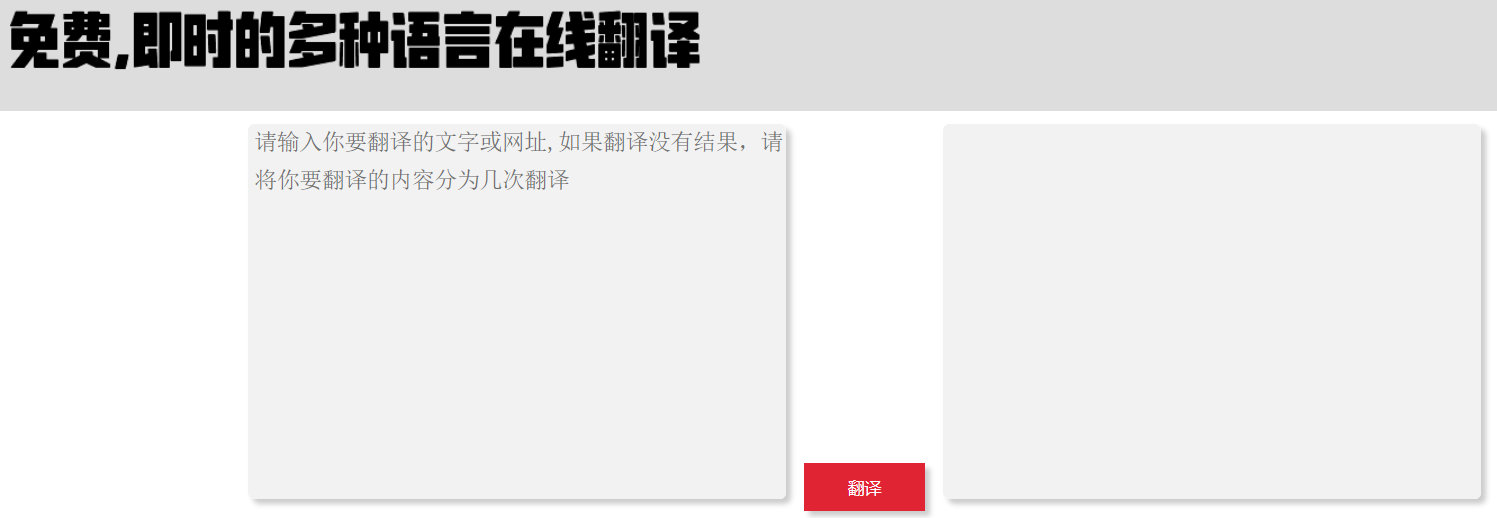 免费,即时的多种语言在线翻译
请输入你要翻译的文字或网址,如果翻译没有结果，请
将你要翻译的内容分为几次翻译
翻译